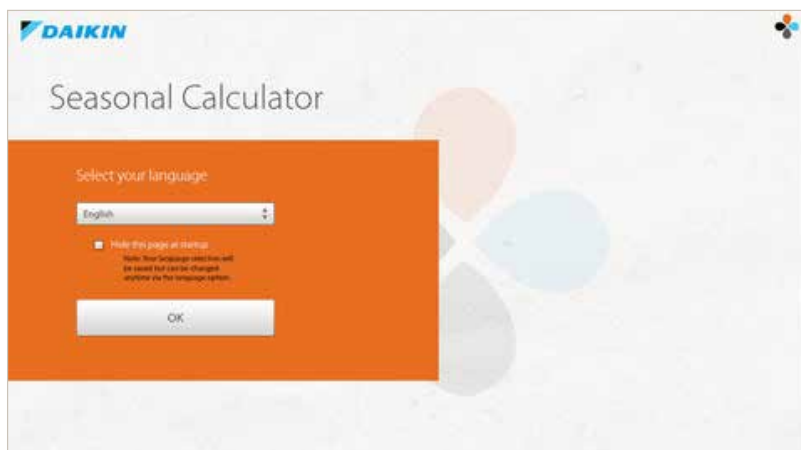 DAIKIN
Seasonal Calculator
Select your language
English
Hide this page at startup
Note: Your language selection will
be saved but can be changed
anytime via the language option.
OK